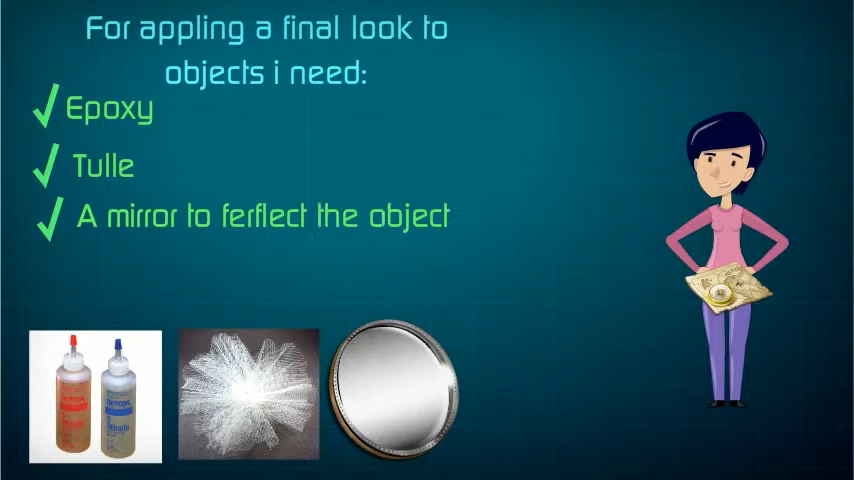 For appling a final look to
objects i need:
Epoxy
Tulle
A mirror to ferflect the object